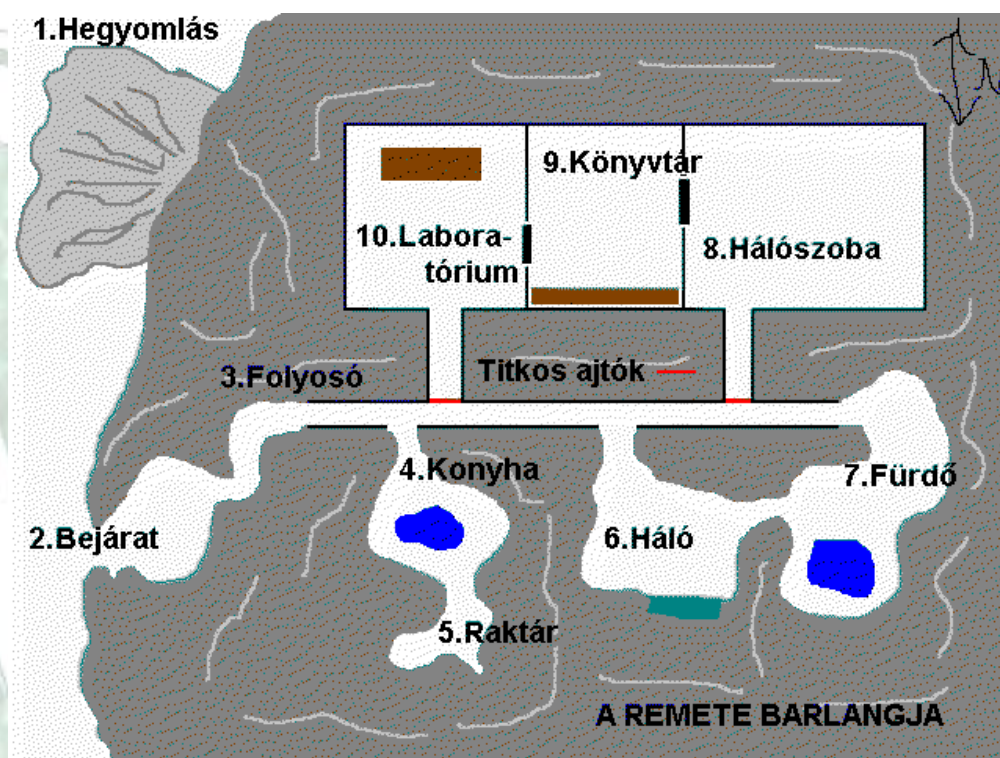 1.Hegyomlás
9.Könyvtár
10.Labora-
tórium
8.Hálószoba
3.Folyosó
Titkos ajtók
4.Konyha
7.Fürdő
2.Bejárat
6.Háló
5.Raktár
A REMETE BARLANGJA